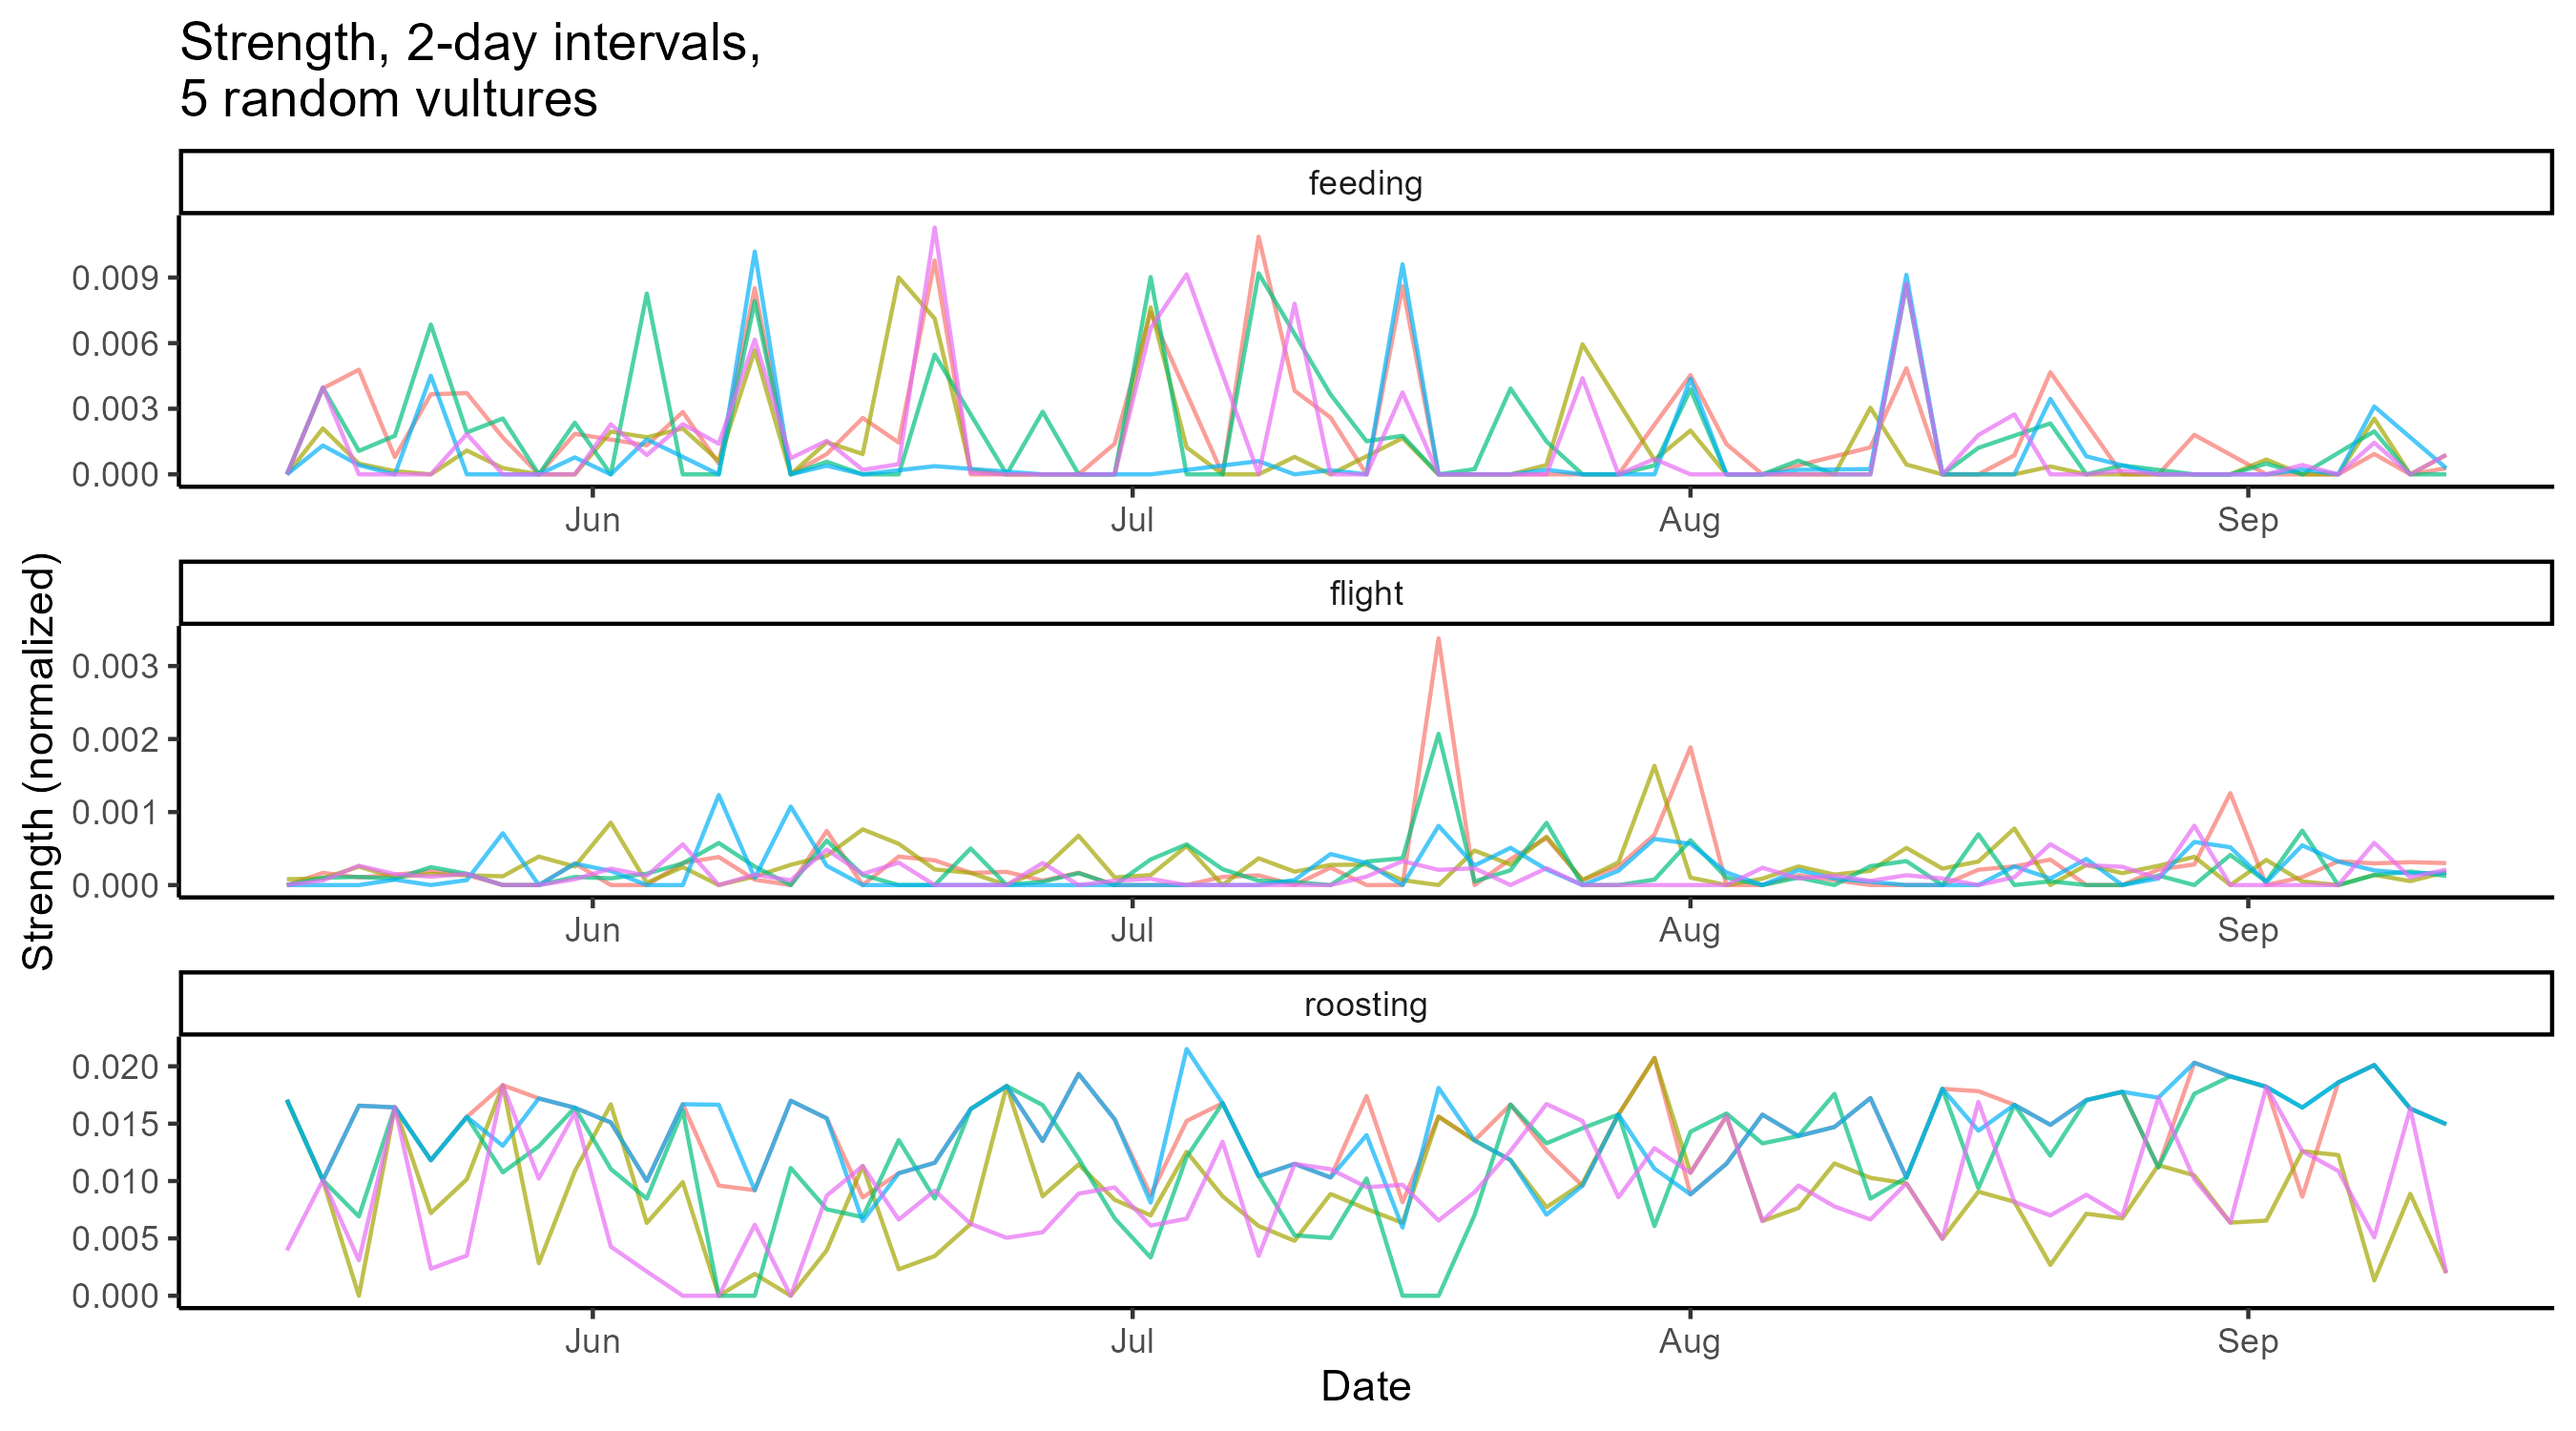 Strength, 2-day intervals,
5 random vultures
feeding
0.009
0.006
0.003
0.000
Jun Jul Aug Sep
flight
0.003
0.002
0.001
0.000
Jun Jul Aug Sep
roosting
0.020
0.015
0.010
0.005
0.000
Jun Jul Aug Sep
Strength (normalized)
Date